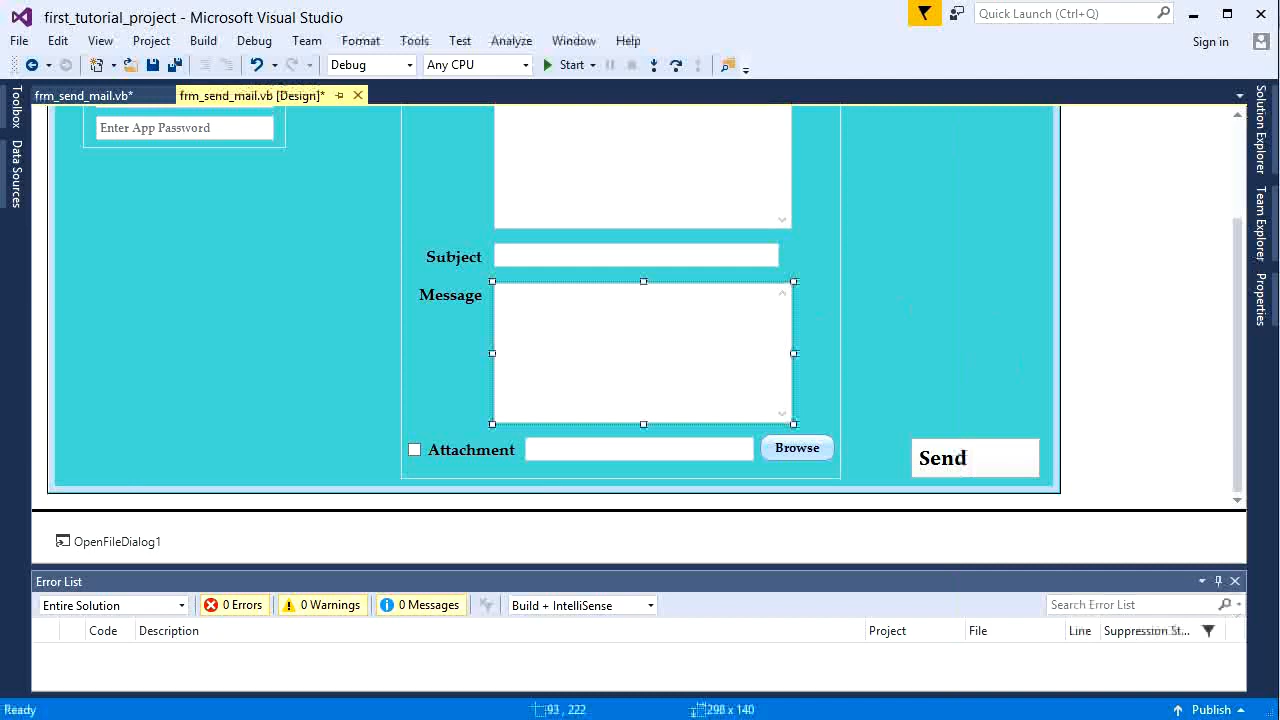 first_tutorial_project - Microsoft Visual Studio
Quick Launch (Ctrl+Q)
File Edit View Project Build Debug Team Format Tools Test Analyze Window Help
Sign in
Debug Any CPU Start
frm_send_mail.vb* frm_send_mail.vb [Design]*
Toolbox
Data Sources
Solution Explorer
Team Explorer
Properties
Enter App Password
Subject
Message
Attachment Browse
Send
OpenFileDialog1
Error List
Entire Solution 0 Errors 0 Warnings 0 Messages Build + IntelliSense Search Error List
Code Description Project File Line Suppression St...
Ready 93 , 222 298 x 140 Publish